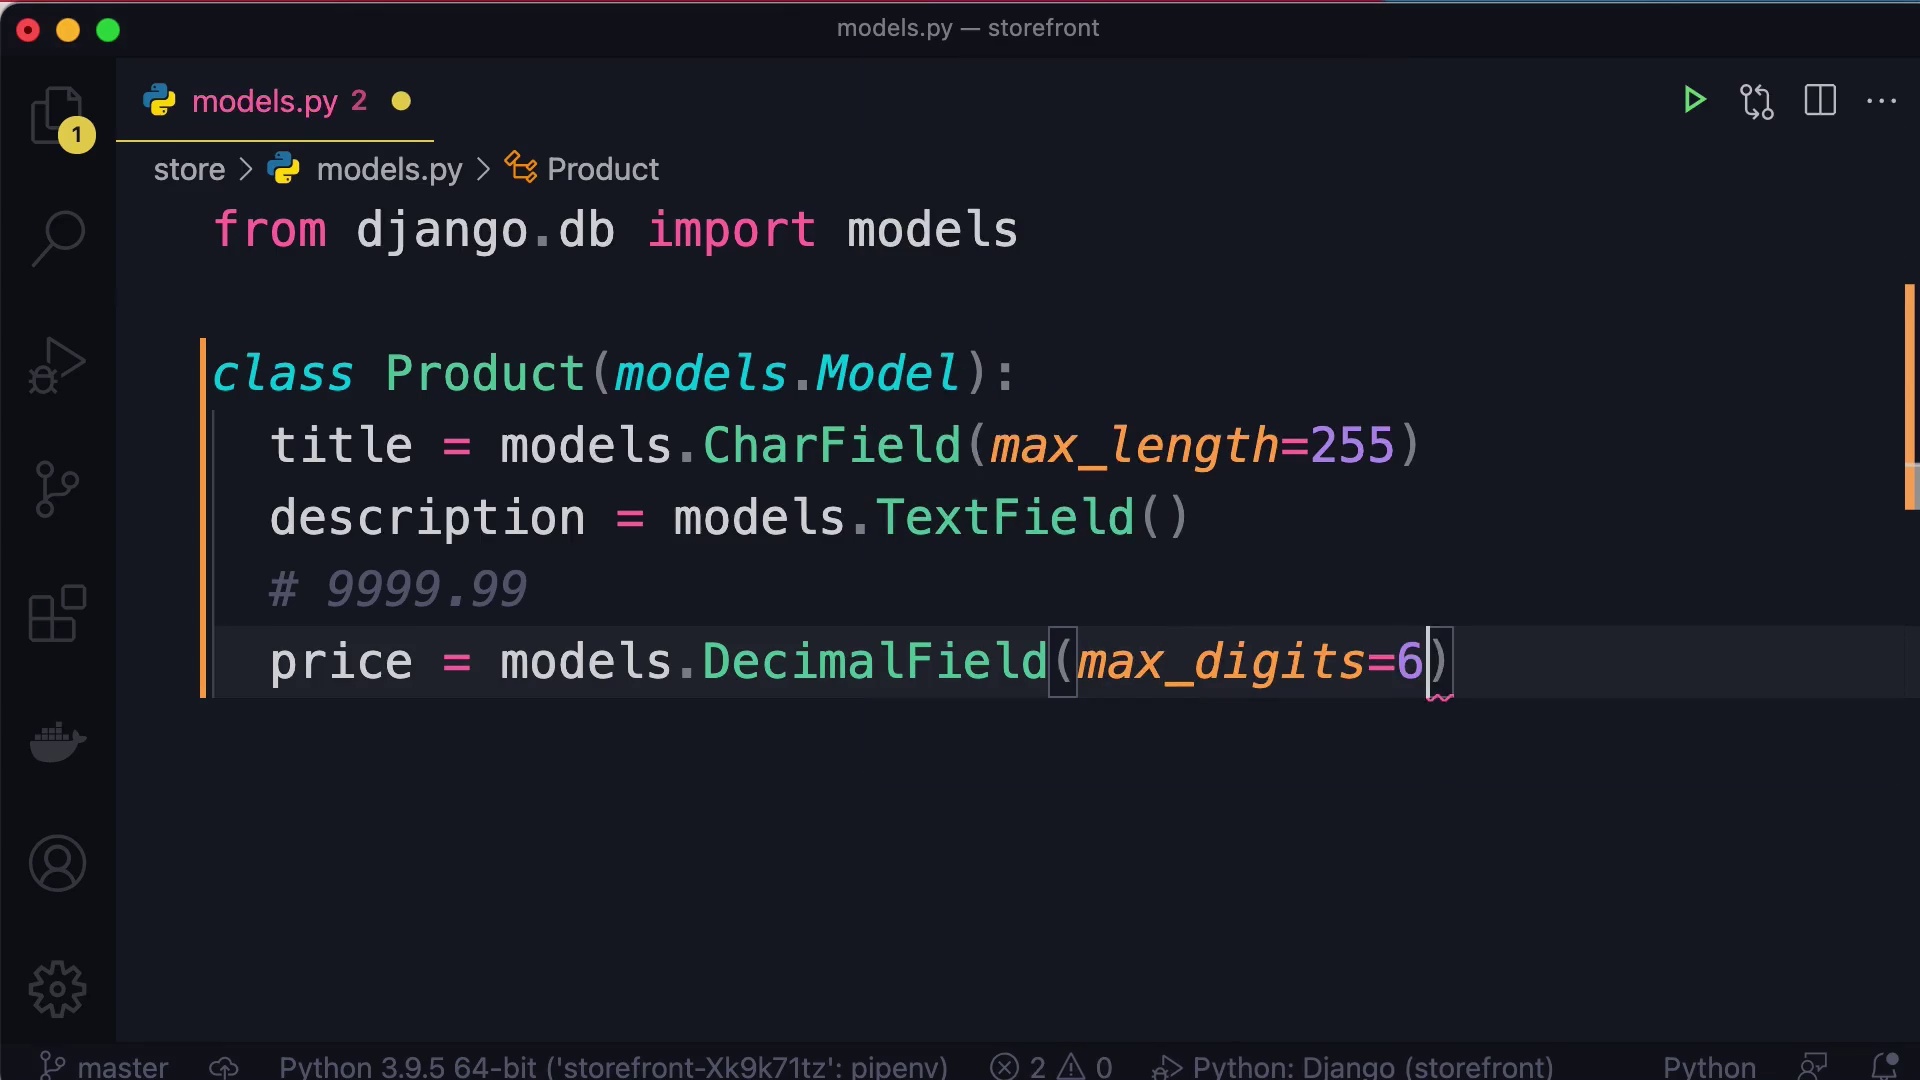 models.py — storefront
models.py 2
1
store > models.py > Product
from django.db import models
class Product(models.Model):
title = models.CharField(max_length=255)
description = models.TextField()
# 9999.99
price = models.DecimalField(max_digits=6)
master Python 3.9.5 64-bit ('storefront-Xk9k71tz': pipenv) 2 0 Python: Django (storefront) Python